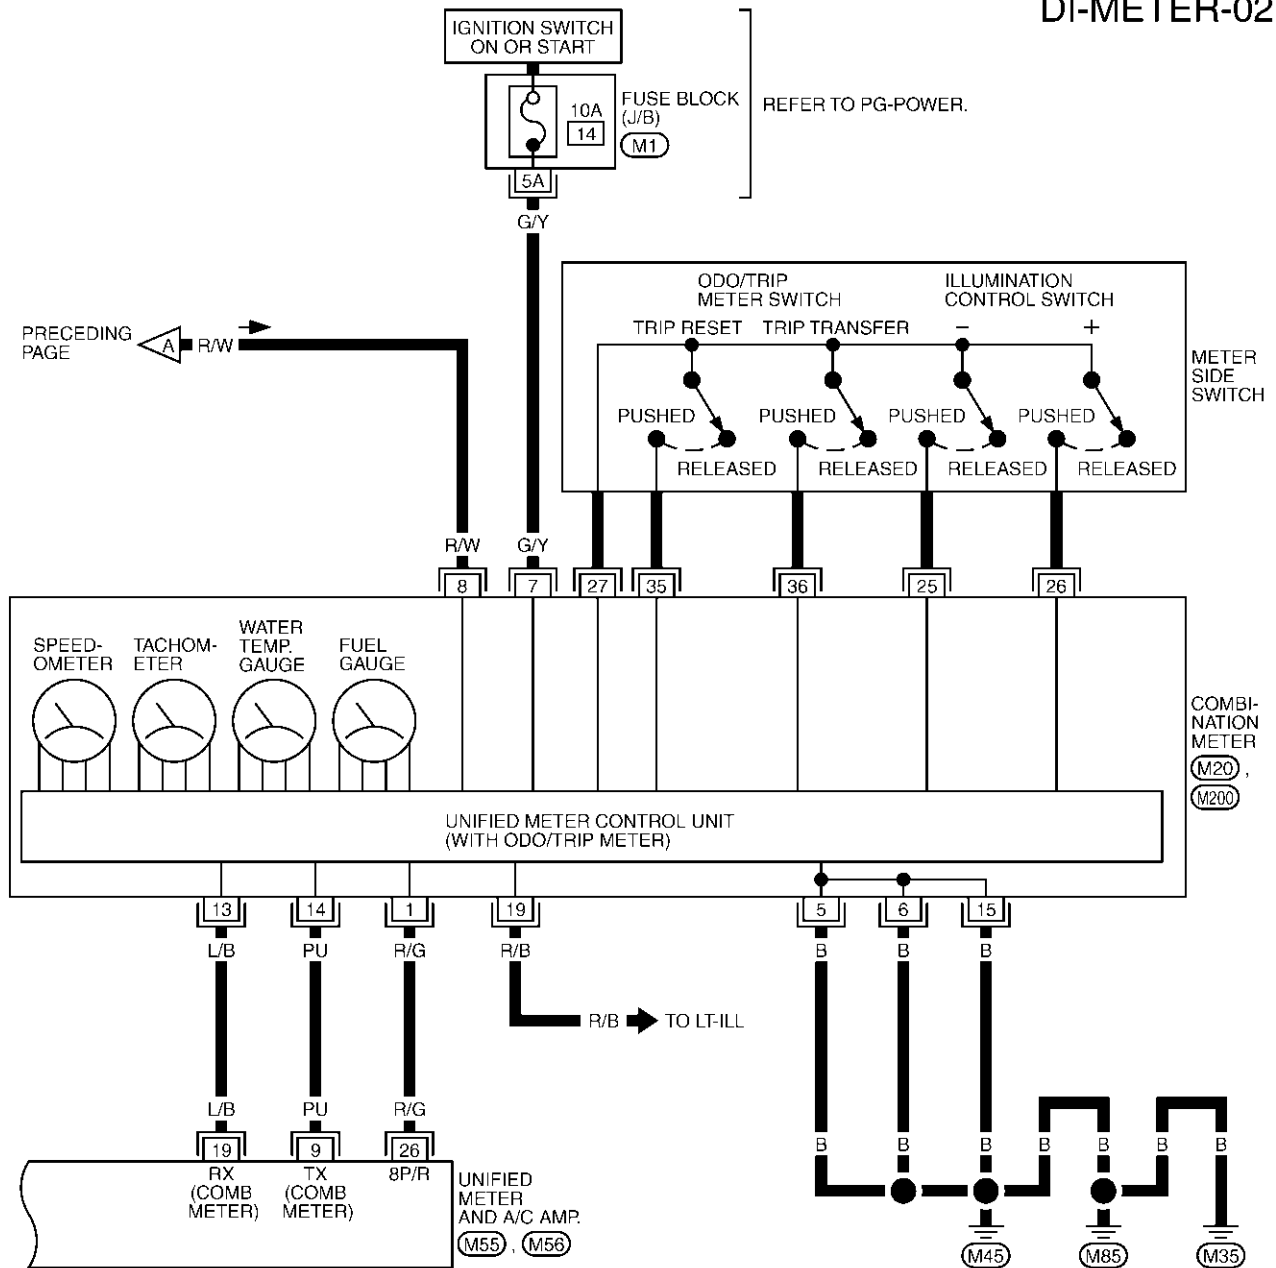 DI-METER-02
IGNITION SWITCH
ON OR START
10A
14
FUSE BLOCK
(J/B)
M1
REFER TO PG-POWER.
5A
G/Y
PRECEDING
PAGE
A
R/W
ODO/TRIP
METER SWITCH
ILLUMINATION
CONTROL SWITCH
TRIP RESET
TRIP TRANSFER
–
+
PUSHED
PUSHED
PUSHED
PUSHED
RELEASED
RELEASED
RELEASED
RELEASED
METER
SIDE
SWITCH
R/W
G/Y
8
7
27
35
36
25
26
SPEED-
OMETER
TACHOM-
ETER
WATER
TEMP.
GAUGE
FUEL
GAUGE
COMBI-
NATION
METER
M20 ,
M200
UNIFIED METER CONTROL UNIT
(WITH ODO/TRIP METER)
13
14
1
19
5
6
15
L/B
PU
R/G
R/B
B
B
B
R/B
TO LT-ILL
L/B
PU
R/G
B
B
B
B
B
B
B
19
9
26
RX
(COMB
METER)
TX
(COMB
METER)
8P/R
UNIFIED
METER
AND A/C AMP.
M55 , M56
M45
M85
M35